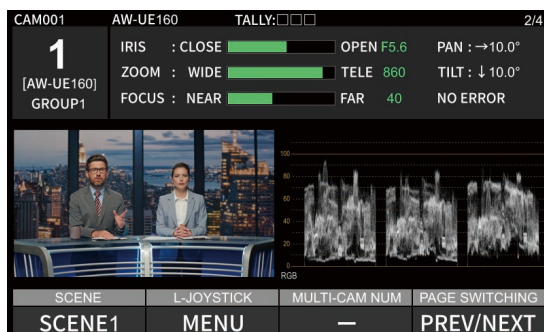 CAM001 AW-UE160 TALLY:□□□ 2/4
1
[AW-UE160]
GROUP1
IRIS : CLOSE OPEN F5.6 PAN : →10.0°
ZOOM : WIDE TELE 860 TILT : ↓10.0°
FOCUS : NEAR FAR 40 NO ERROR
100
80
60
40
20
0
RGB
SCENE L-JOYSTICK MULTI-CAM NUM PAGE SWITCHING
SCENE1 MENU — PREV/NEXT